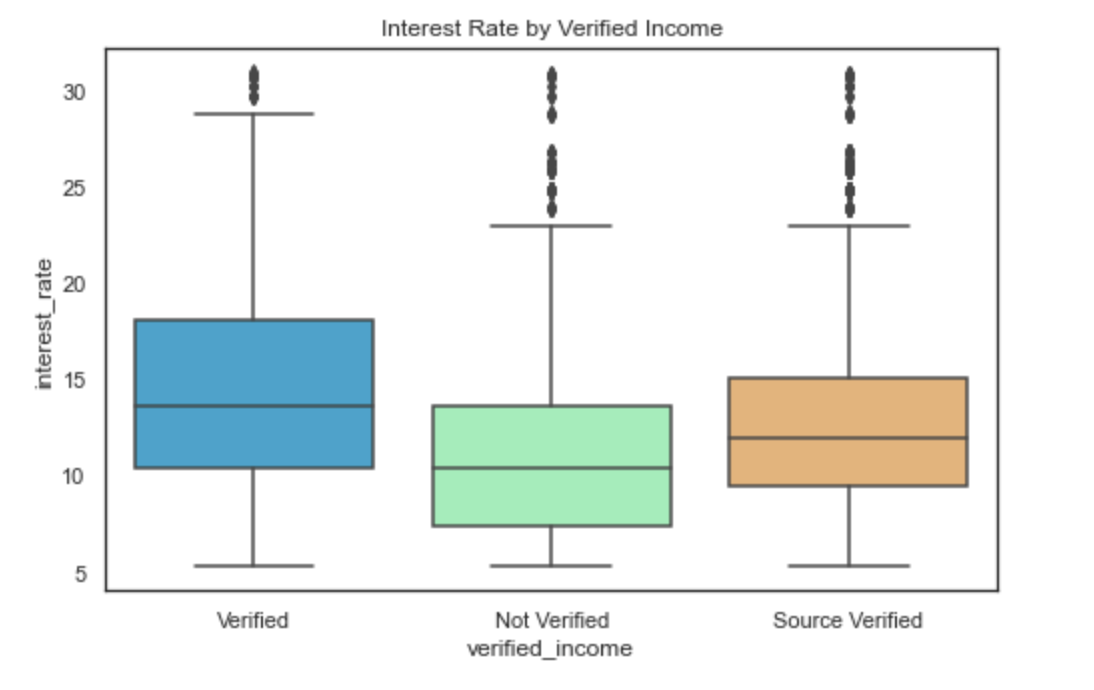 Interest Rate by Verified Income
30
25
20
15
10
5
interest_rate
Verified
Not Verified
Source Verified
verified_income